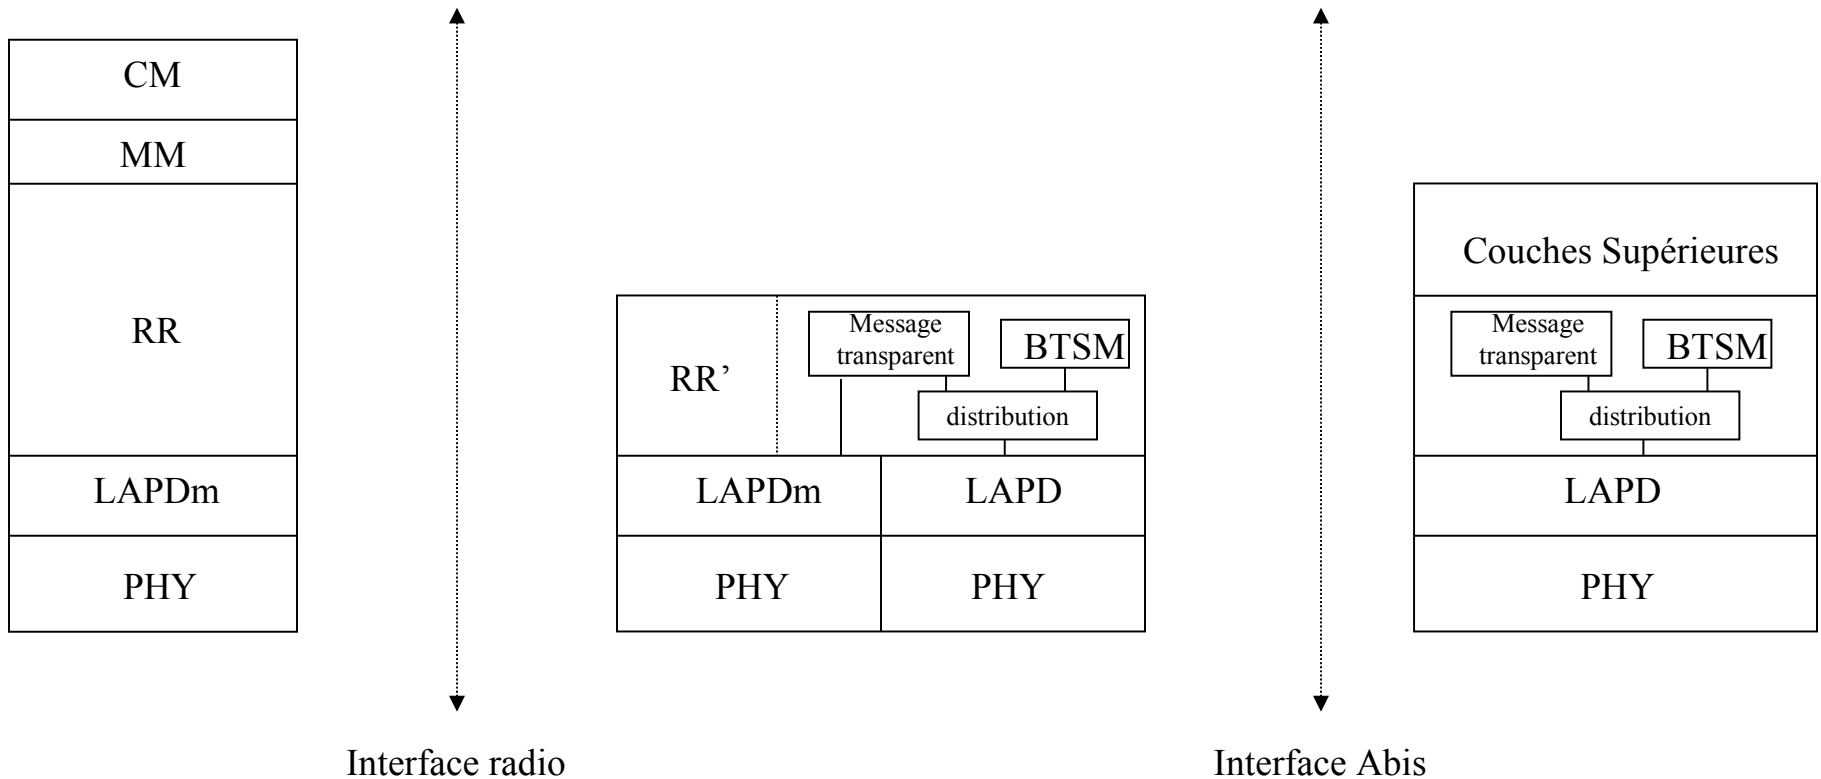 CM
MM
RR
LAPDm
PHY
Interface radio
RR’
Message
transparent
BTSM
distribution
LAPDm
LAPD
PHY
PHY
Interface Abis
Couches Supérieures
Message
transparent
BTSM
distribution
LAPD
PHY